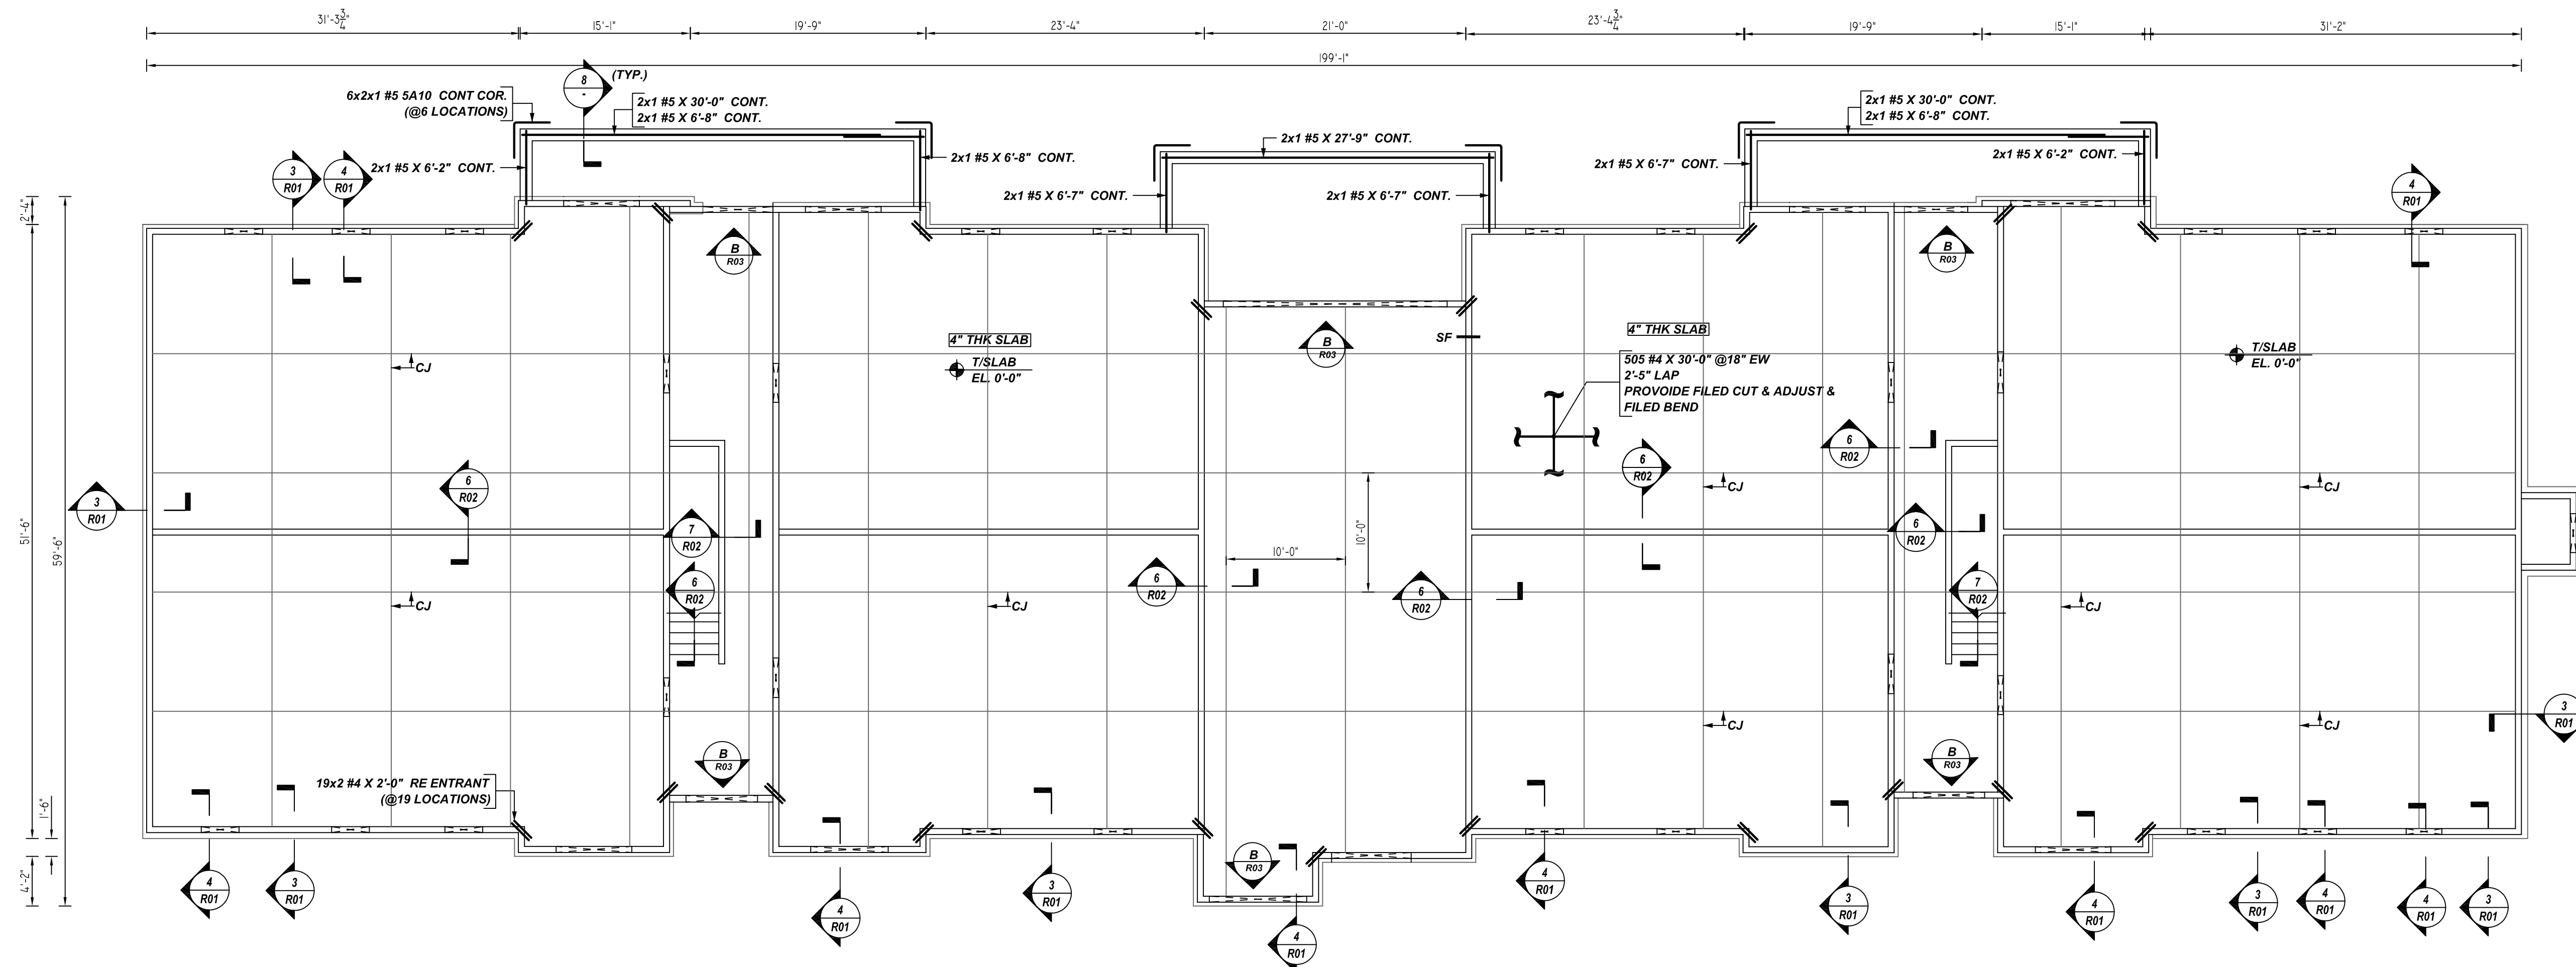 31'-3 3/4"
15'-1"
19'-9"
23'-4"
21'-0"
23'-4 3/4"
19'-9"
15'-1"
31'-2"
199'-1"
8
-
(TYP.)
6x2x1 #5 5A10 CONT COR.
(@6 LOCATIONS)
2x1 #5 X 30'-0" CONT.
2x1 #5 X 6'-8" CONT.
2x1 #5 X 30'-0" CONT.
2x1 #5 X 6'-8" CONT.
2x1 #5 X 27'-9" CONT.
2x1 #5 X 6'-2" CONT.
2x1 #5 X 6'-8" CONT.
2x1 #5 X 6'-7" CONT.
2x1 #5 X 6'-2" CONT.
3
R01
4
R01
2x1 #5 X 6'-7" CONT.
2x1 #5 X 6'-7" CONT.
4
R01
2'-4"
B
R03
B
R03
4" THK SLAB
T/SLAB
EL. 0'-0"
B
R03
SF
4" THK SLAB
505 #4 X 30'-0" @18" EW
2'-5" LAP
PROVOIDE FILED CUT & ADJUST &
FILED BEND
T/SLAB
EL. 0'-0"
CJ
6
R02
6
R02
6
R02
CJ
CJ
3
R01
51'-6"
59'-6"
7
R02
10'-0"
10'-0"
6
R02
6
R02
6
R02
6
R02
7
R02
CJ
CJ
CJ
3
R01
CJ
CJ
B
R03
B
R03
19x2 #4 X 2'-0" RE ENTRANT
(@19 LOCATIONS)
1'-6"
4'-2"
4
R01
3
R01
4
R01
3
R01
B
R03
4
R01
4
R01
3
R01
4
R01
3
R01
4
R01
4
R01
3
R01